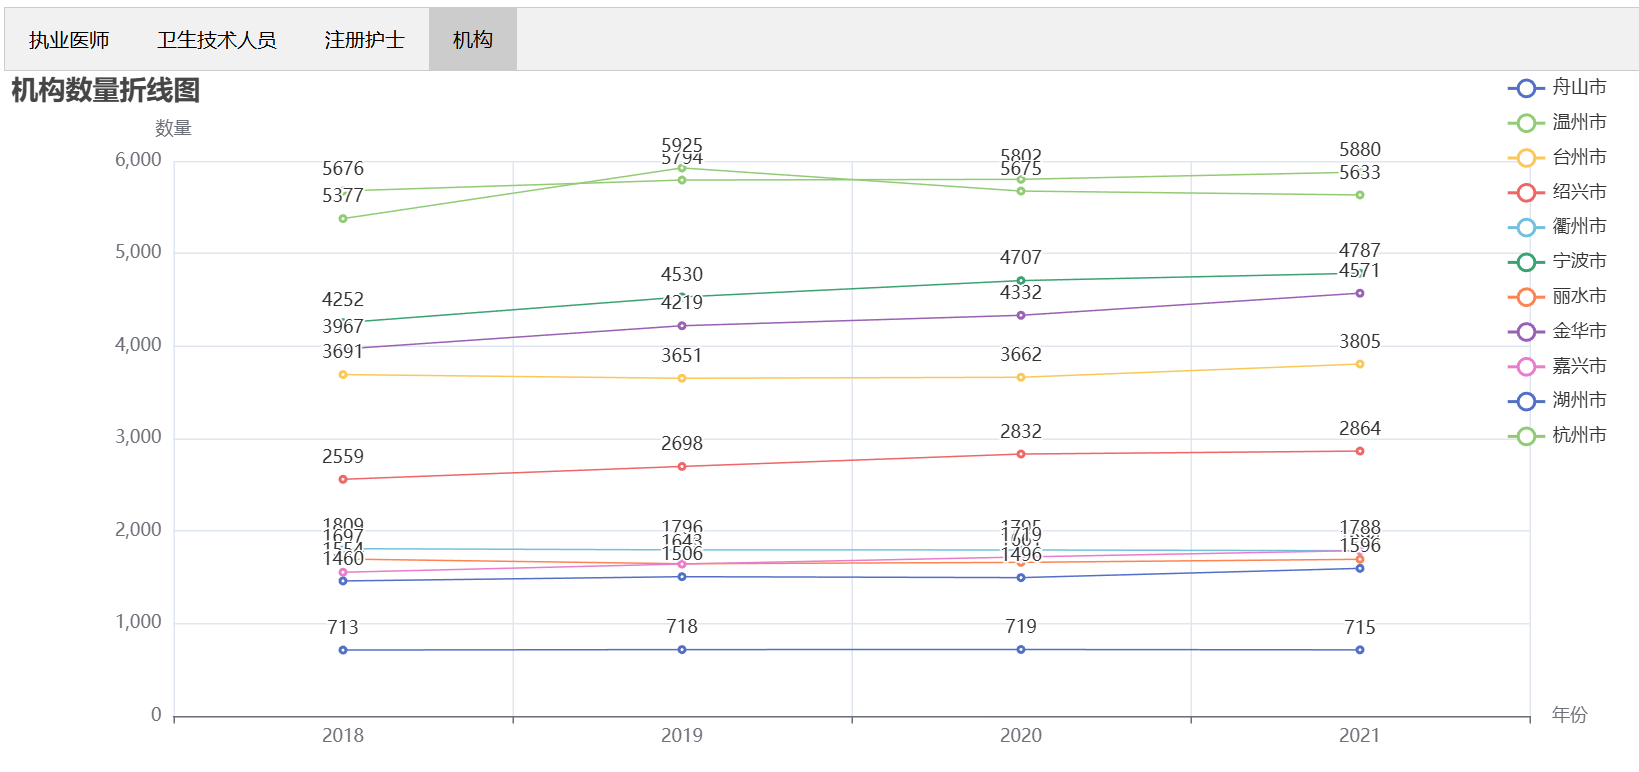 执业医师 卫生技术人员 注册护士 机构
机构数量折线图
数量
舟山市
温州市
台州市
绍兴市
衢州市
宁波市
丽水市
金华市
嘉兴市
湖州市
杭州市
6,000
5,000
4,000
3,000
2,000
1,000
0
5676 5794 5802 5880
5377 5925 5675 5633
4252 4530 4707 4787
3967 4219 4332 4571
3691 3651 3662 3805
2559 2698 2832 2864
1809 1796 1795 1788
1697 1643 1719
1554
1460 1506 1496 1596
713 718 719 715
2018 2019 2020 2021
年份